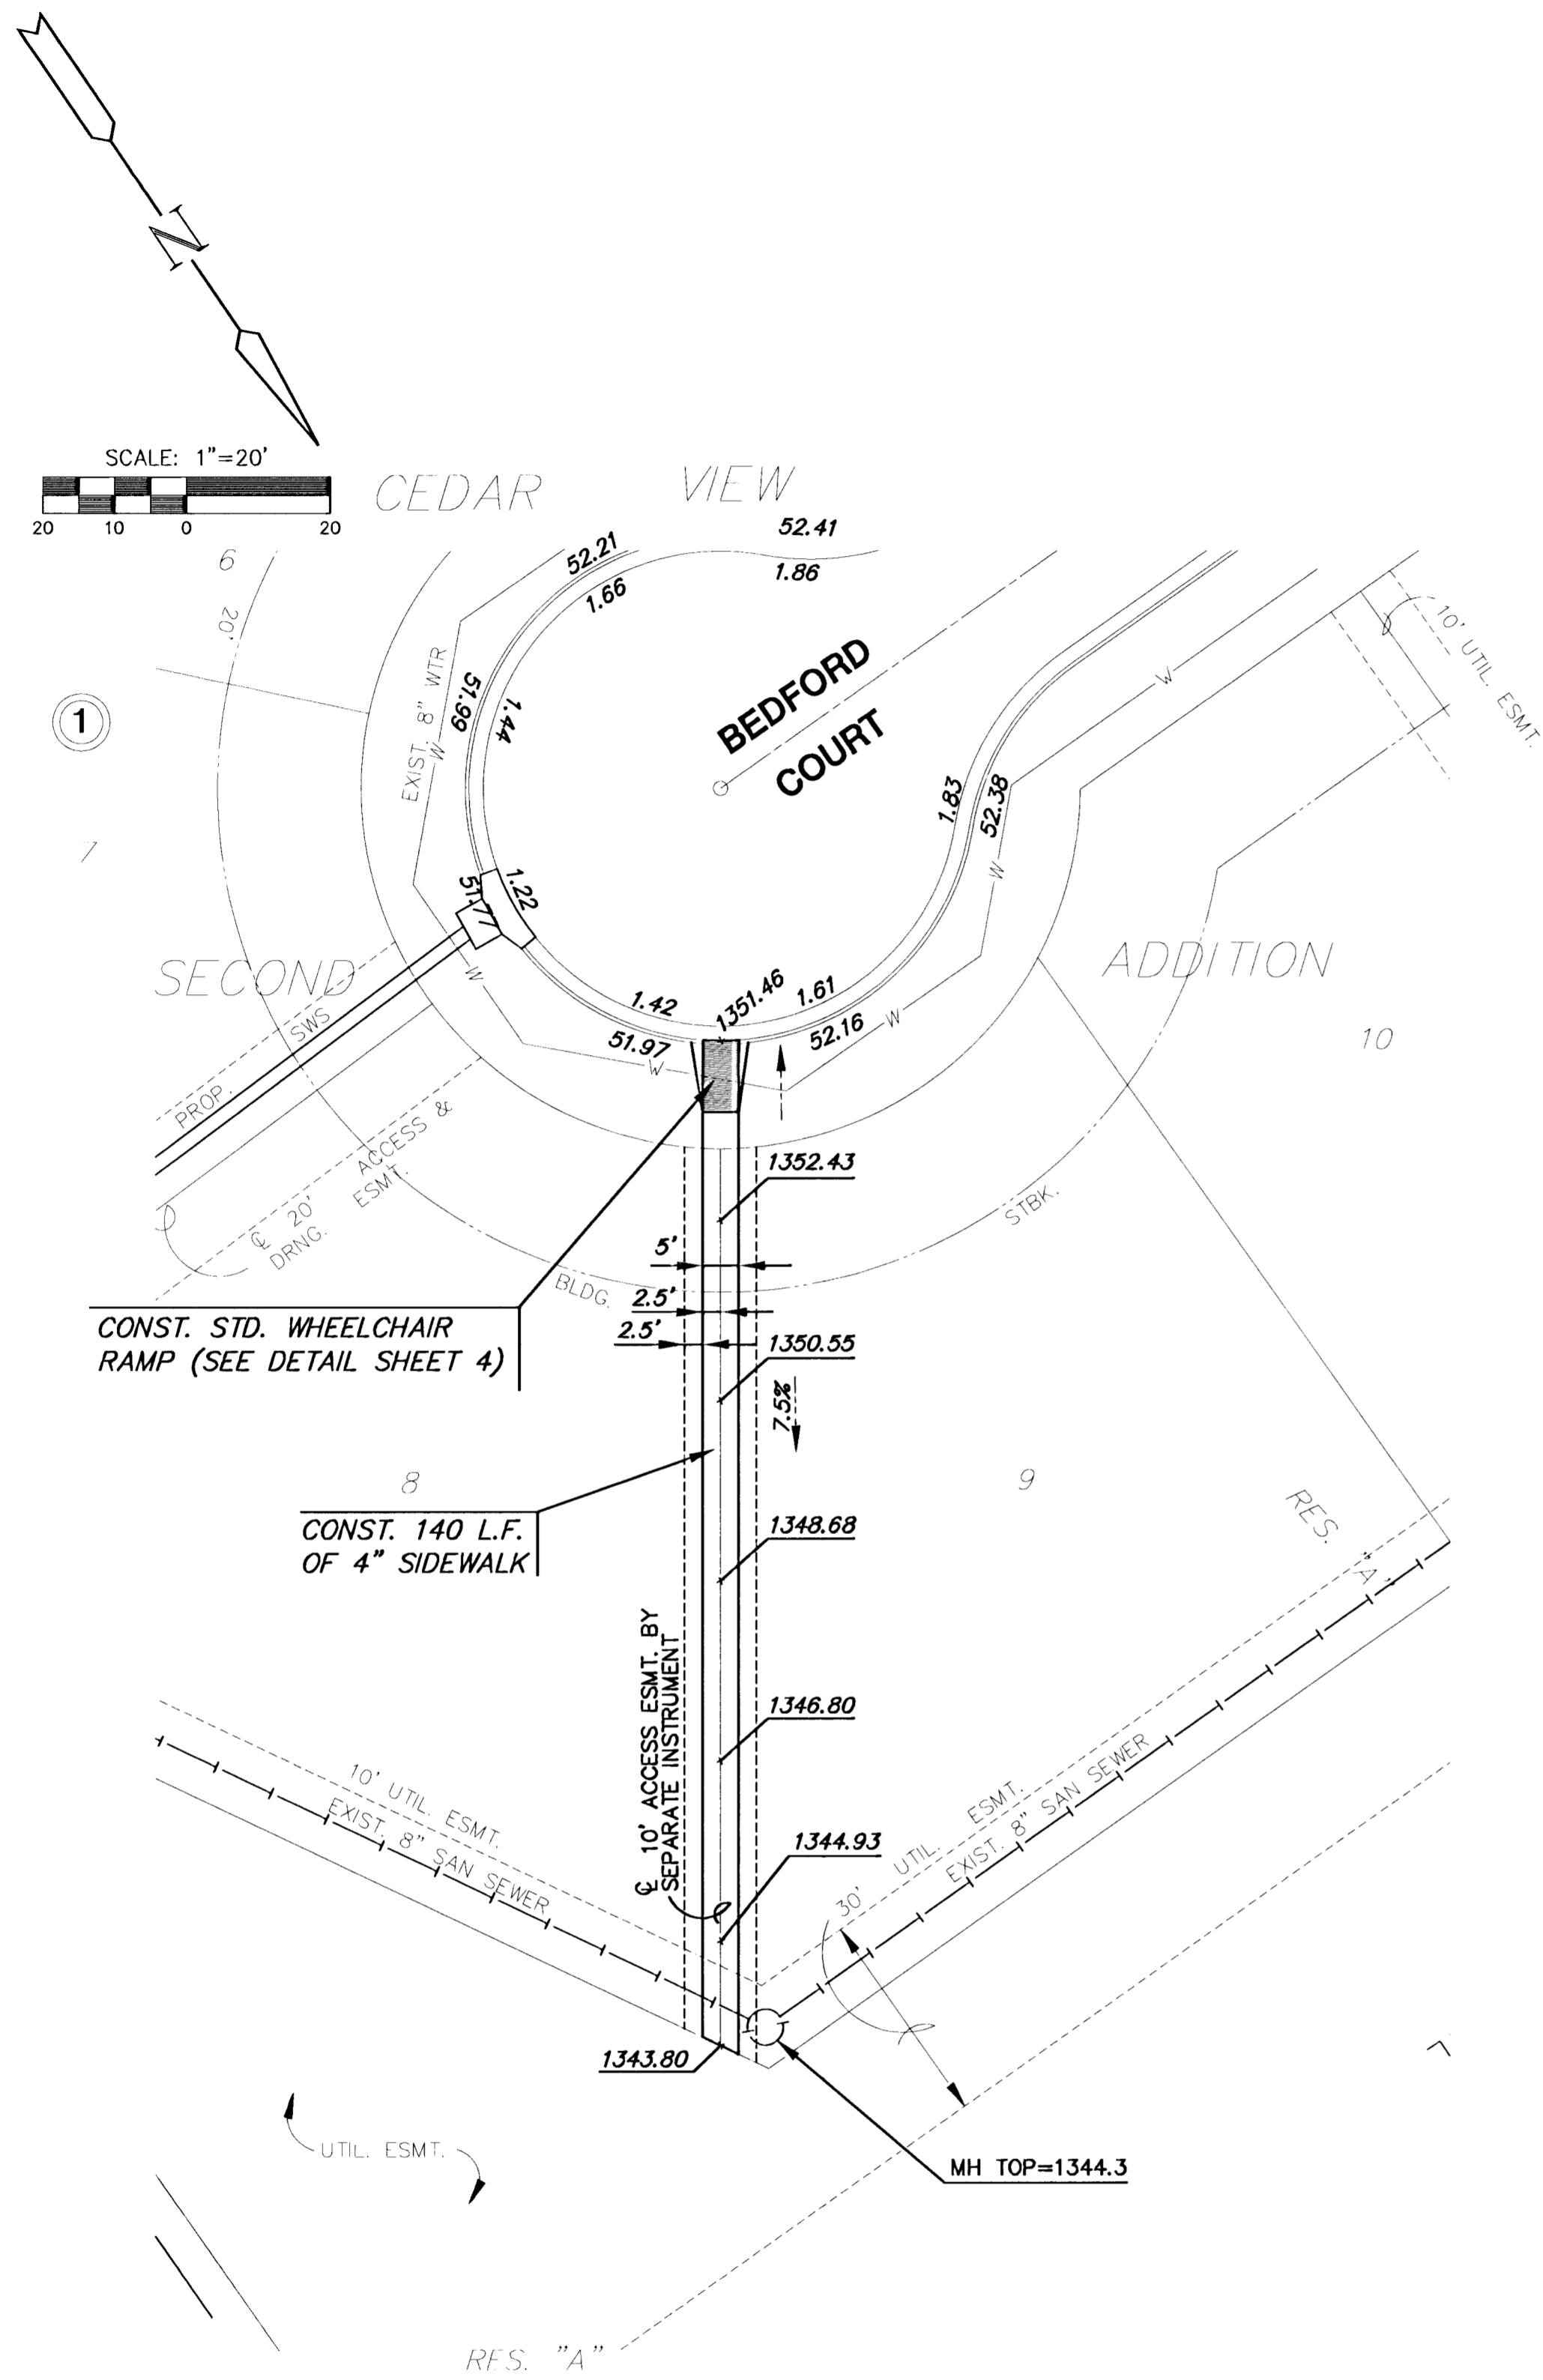 N
SCALE: 1"=20'
20 10 0 20
CEDAR VIEW
52.41
1.86
52.21
1.66
6
20'
10' UTIL. ESMT.
W
EXIST. 8" WTR
W
51.99
1.44
BEDFORD
COURT
1
1.83
52.38
7
W
51.77
1.22
SECOND
ADDITION
W
1.42
1351.46
1.61
51.97
52.16
W
W
10
PROP. SWS
ACCESS &
ESMT.
℄ 20'
DRNG.
1352.43
STBK.
BLDG.
5'
2.5'
2.5'
CONST. STD. WHEELCHAIR
RAMP (SEE DETAIL SHEET 4)
1350.55
7.5%
8
9
CONST. 140 L.F.
OF 4" SIDEWALK
1348.68
RES. "A"
℄ 10' ACCESS ESMT. BY
SEPARATE INSTRUMENT
1346.80
10' UTIL. ESMT.
EXIST. 8" SAN SEWER
30' UTIL. ESMT.
EXIST. 8" SAN SEWER
1344.93
1343.80
UTIL. ESMT.
MH TOP=1344.3
RES. "A"